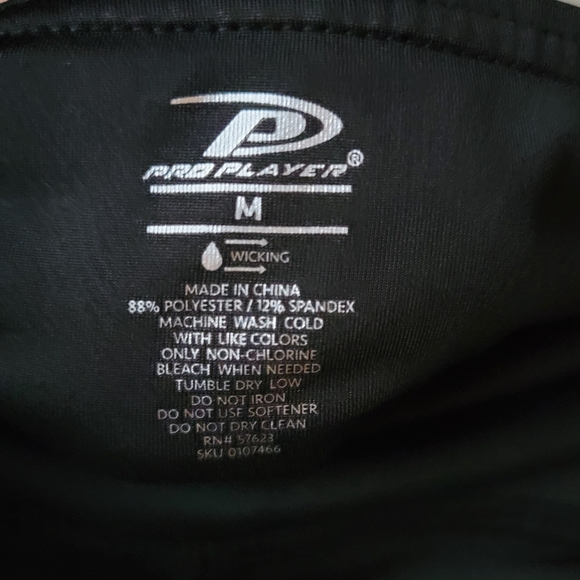 PRO PLAYER®
M
WICKING
MADE IN CHINA
88% POLYESTER / 12% SPANDEX
MACHINE WASH COLD
WITH LIKE COLORS
ONLY NON-CHLORINE
BLEACH WHEN NEEDED
TUMBLE DRY LOW
DO NOT IRON
DO NOT USE SOFTENER
DO NOT DRY CLEAN
RN# 57623
SKU 0107466